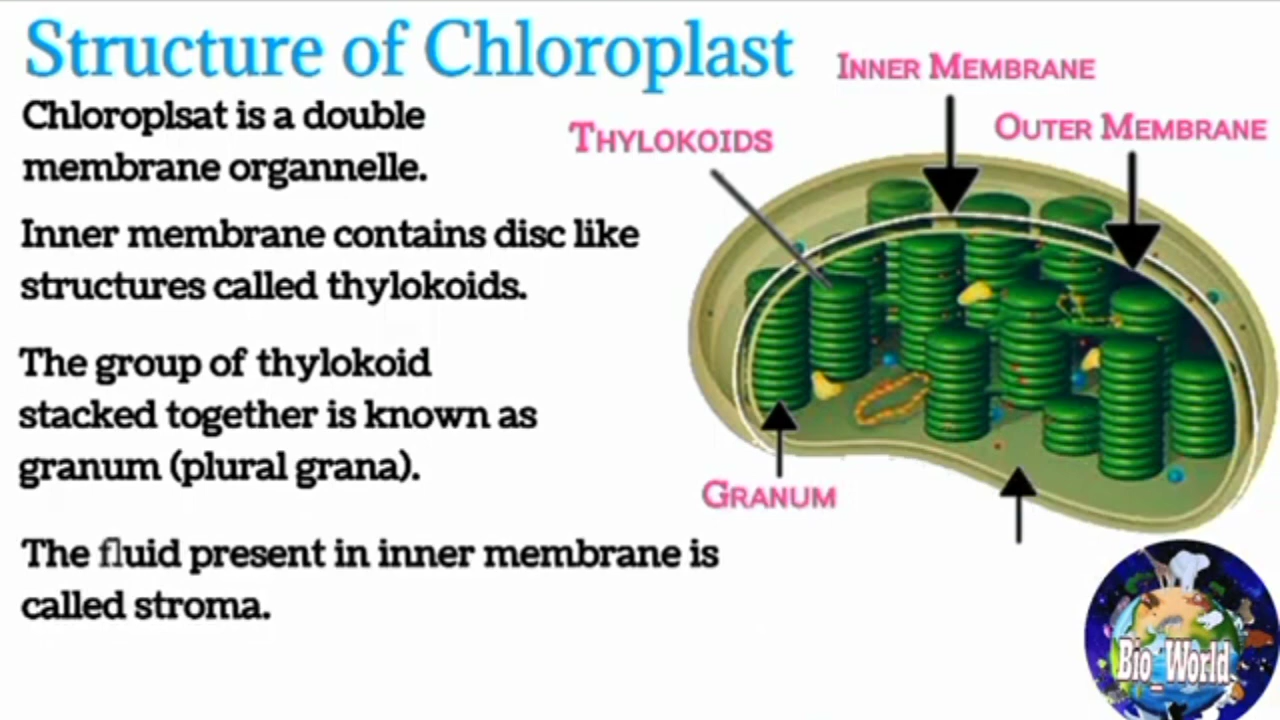 Structure of Chloroplast
Chloroplsat is a double
membrane organnelle.
Inner membrane contains disc like
structures called thylokoids.
The group of thylokoid
stacked together is known as
granum (plural grana).
The fluid present in inner membrane is
called stroma.
INNER MEMBRANE
OUTER MEMBRANE
THYLOKOIDS
GRANUM
Bio_World